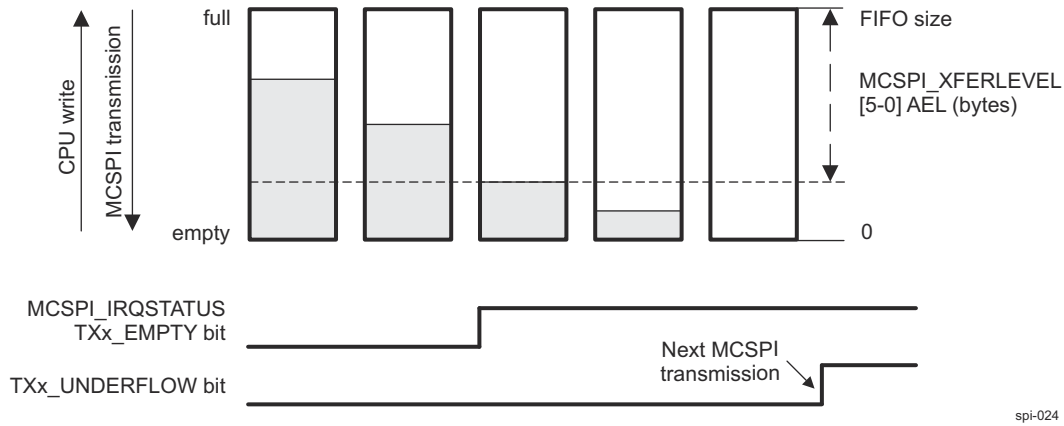 full
FIFO size
CPU write
MCSPI transmission
MCSPI_XFERLEVEL
[5-0] AEL (bytes)
empty
0
MCSPI_IRQSTATUS
TXx_EMPTY bit
Next MCSPI
transmission
TXx_UNDERFLOW bit
spi-024